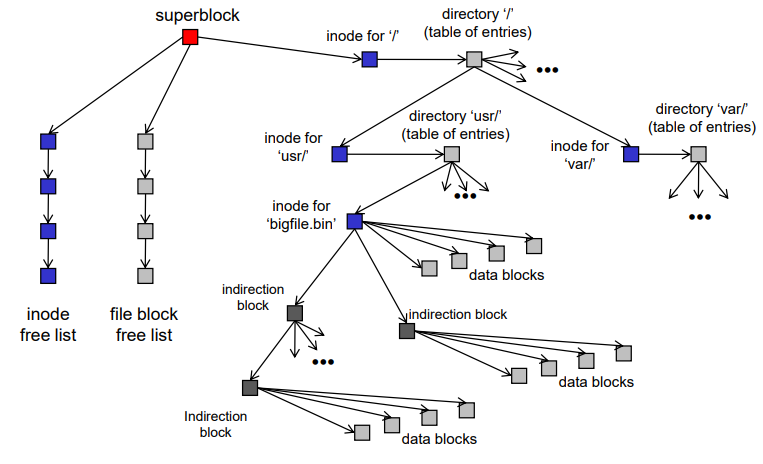 superblock
inode for ‘/’
directory ‘/’
(table of entries)
•••
inode for
‘usr/’
directory ‘usr/’
(table of entries)
•••
inode for
‘var/’
directory ‘var/’
(table of entries)
•••
inode for
‘bigfile.bin’
data blocks
indirection
block
•••
indirection block
data blocks
Indirection
block
data blocks
inode
free list
file block
free list